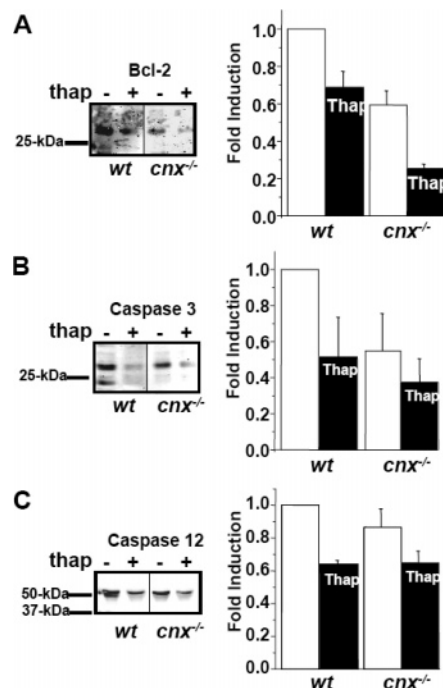 A
Bcl-2
thap - + - +
25-kDa
wt cnx-/-
Fold Induction
1.0
0.8
0.6
0.4
0.2
0.0
Thap
Thap
wt cnx-/-
B
Caspase 3
thap - + - +
25-kDa
wt cnx-/-
Fold Induction
1.0
0.8
0.6
0.4
0.2
0.0
Thap
Thap
wt cnx-/-
C
Caspase 12
thap - + - +
50-kDa
37-kDa
wt cnx-/-
Fold Induction
1.0
0.8
0.6
0.4
0.2
0.0
Thap
Thap
wt cnx-/-